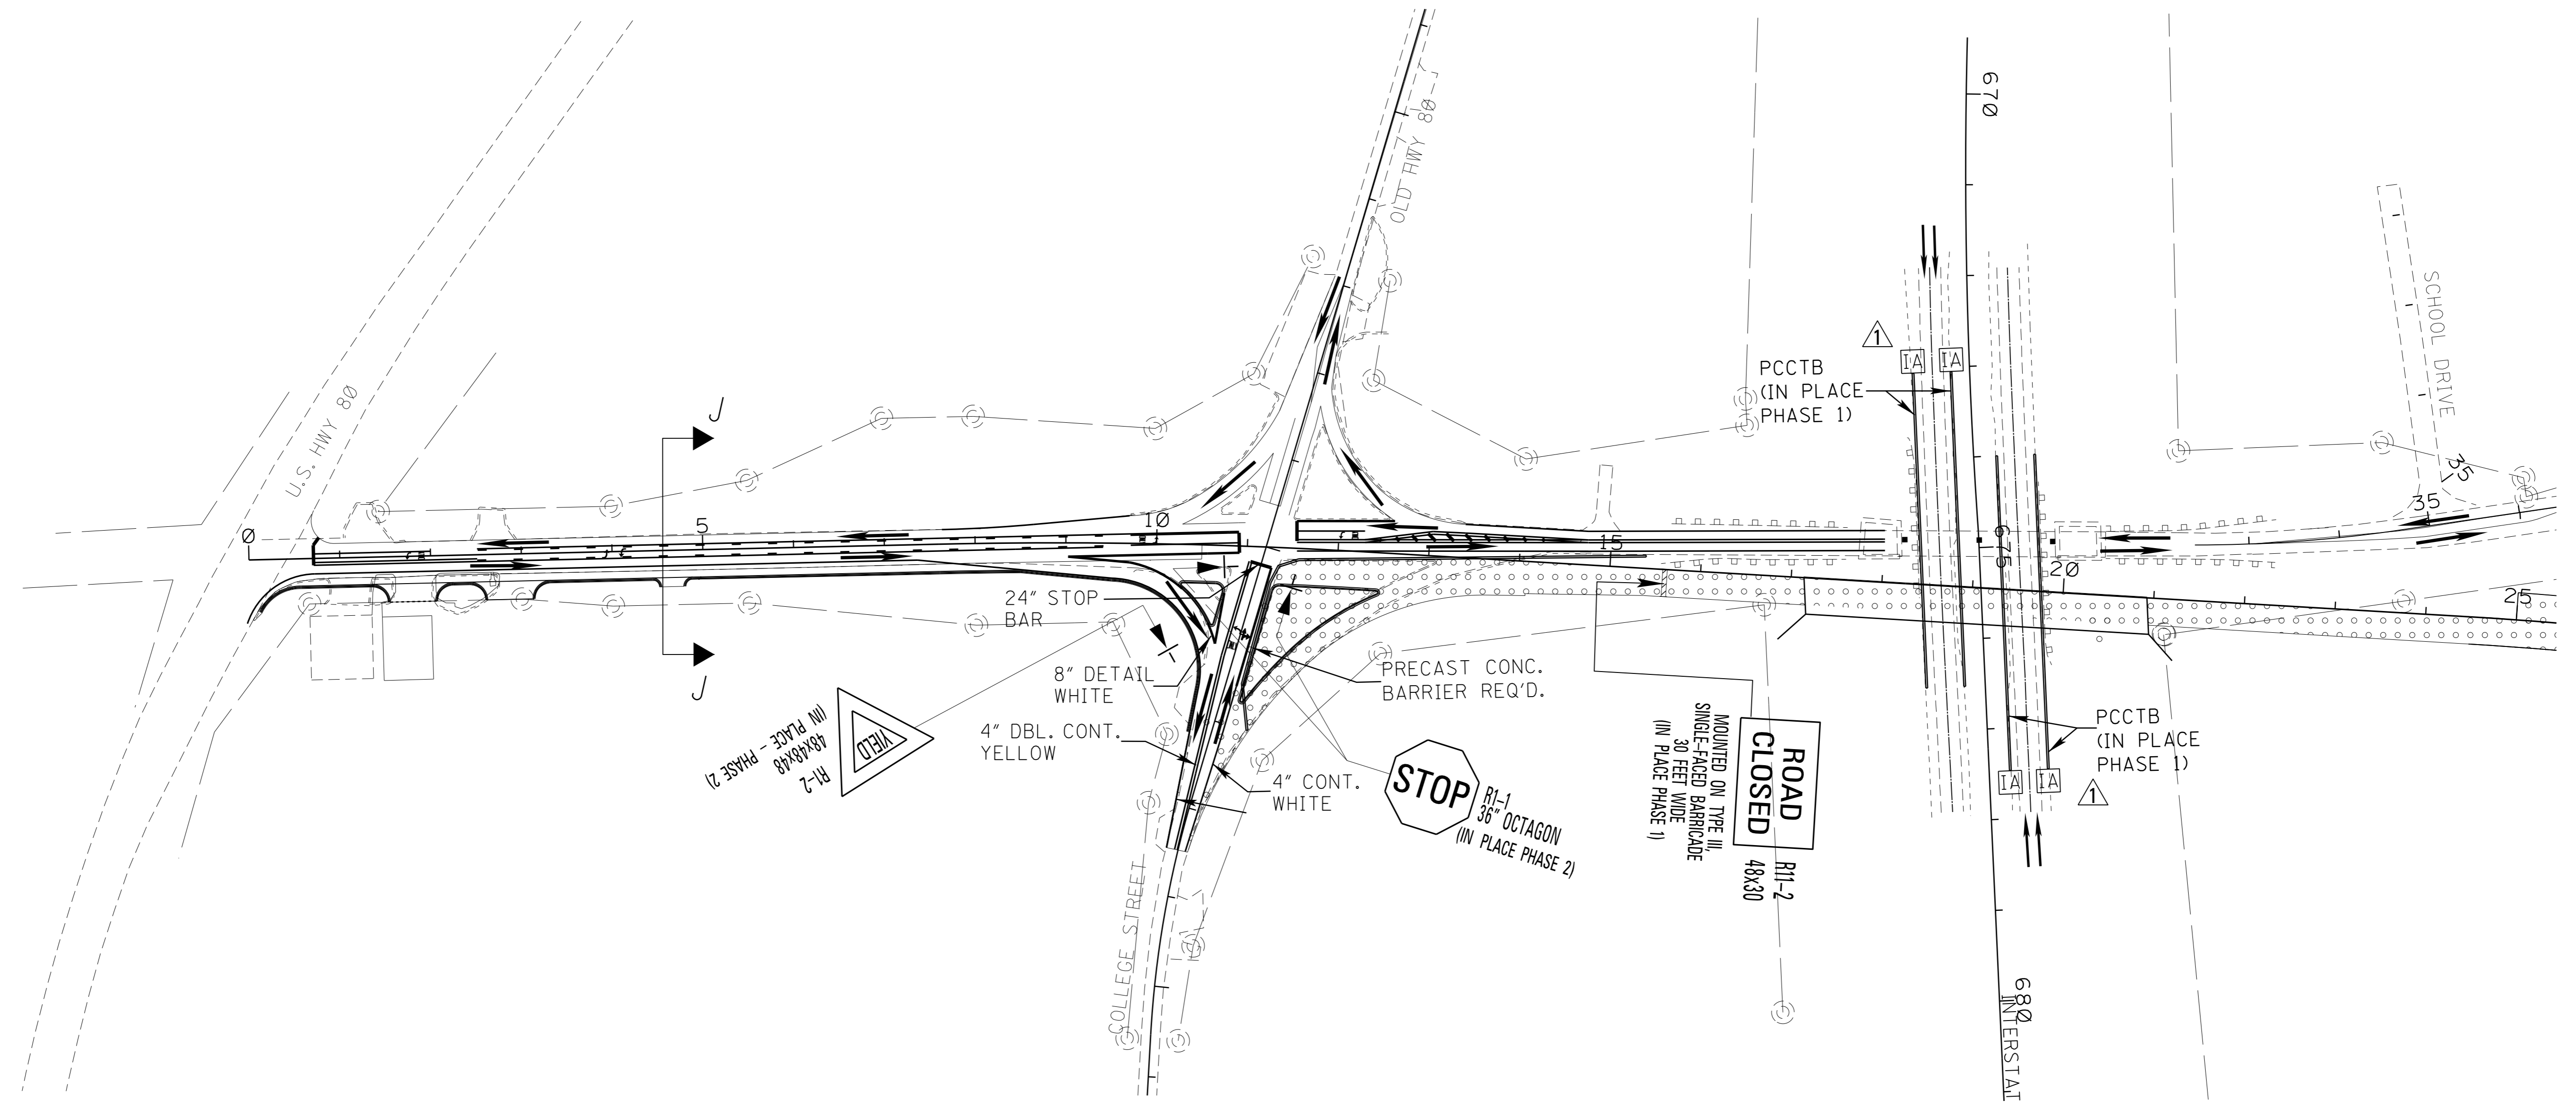 670
OLD HWY 80
SCHOOL DRIVE
U.S. HWY 80
J
1
IA
IA
PCCTB
(IN PLACE
PHASE 1)
35
35
0
5
10
15
675
20
25
24" STOP
BAR
8" DETAIL
WHITE
J
PRECAST CONC.
BARRIER REQ'D.
4" DBL. CONT.
YELLOW
4" CONT.
WHITE
YIELD
R1-2
48x48x48
(IN PLACE - PHASE 2)
STOP
R1-1
36" OCTAGON
(IN PLACE PHASE 2)
ROAD
CLOSED
R11-2
48x30
MOUNTED ON TYPE III,
SINGLE-FACED BARRICADE
30 FEET WIDE
(IN PLACE PHASE 1)
PCCTB
(IN PLACE
PHASE 1)
IA
IA
1
COLLEGE STREET
680
INTERSTAT